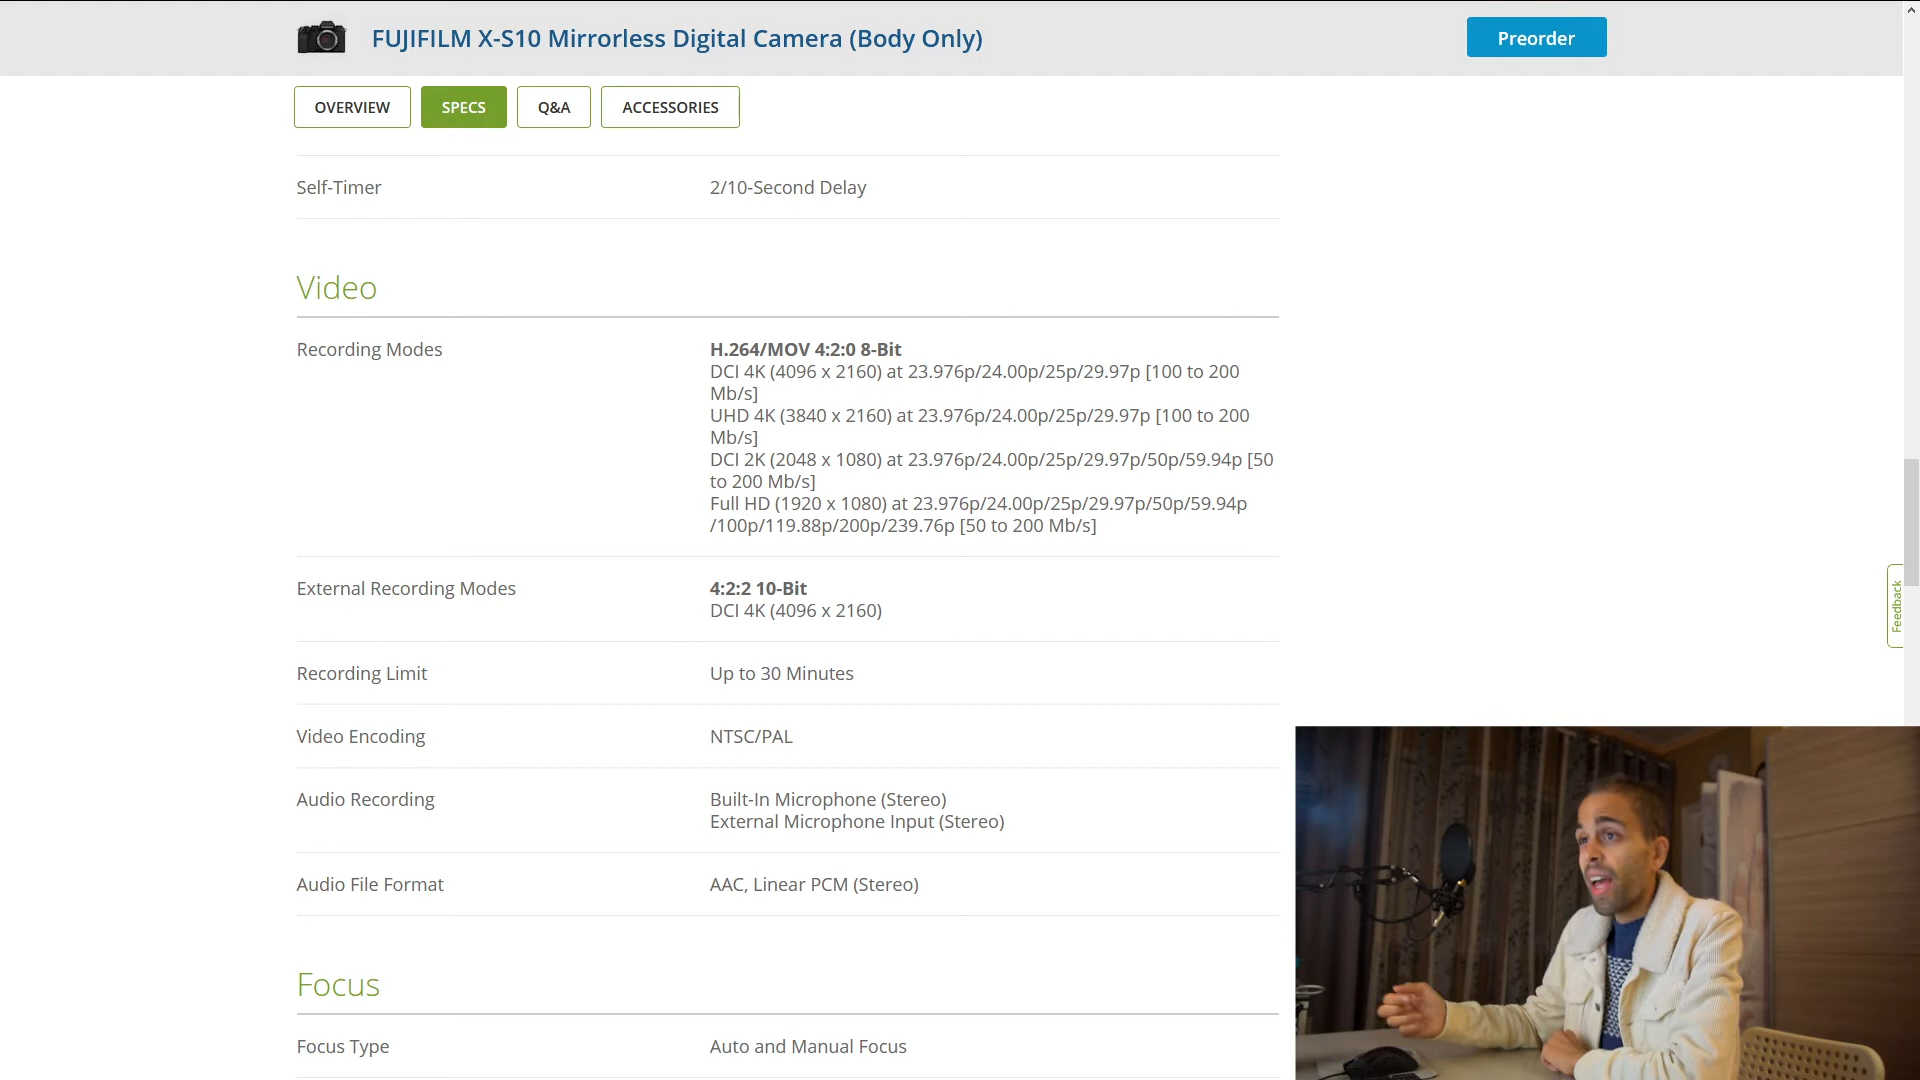 FUJIFILM X-S10 Mirrorless Digital Camera (Body Only)
Preorder
OVERVIEW
SPECS
Q&A
ACCESSORIES
Self-Timer
2/10-Second Delay
Video
Recording Modes
H.264/MOV 4:2:0 8-Bit
DCI 4K (4096 x 2160) at 23.976p/24.00p/25p/29.97p [100 to 200
Mb/s]
UHD 4K (3840 x 2160) at 23.976p/24.00p/25p/29.97p [100 to 200
Mb/s]
DCI 2K (2048 x 1080) at 23.976p/24.00p/25p/29.97p/50p/59.94p [50
to 200 Mb/s]
Full HD (1920 x 1080) at 23.976p/24.00p/25p/29.97p/50p/59.94p
/100p/119.88p/200p/239.76p [50 to 200 Mb/s]
External Recording Modes
4:2:2 10-Bit
DCI 4K (4096 x 2160)
Recording Limit
Up to 30 Minutes
Video Encoding
NTSC/PAL
Audio Recording
Built-In Microphone (Stereo)
External Microphone Input (Stereo)
Audio File Format
AAC, Linear PCM (Stereo)
Focus
Focus Type
Auto and Manual Focus
Feedback